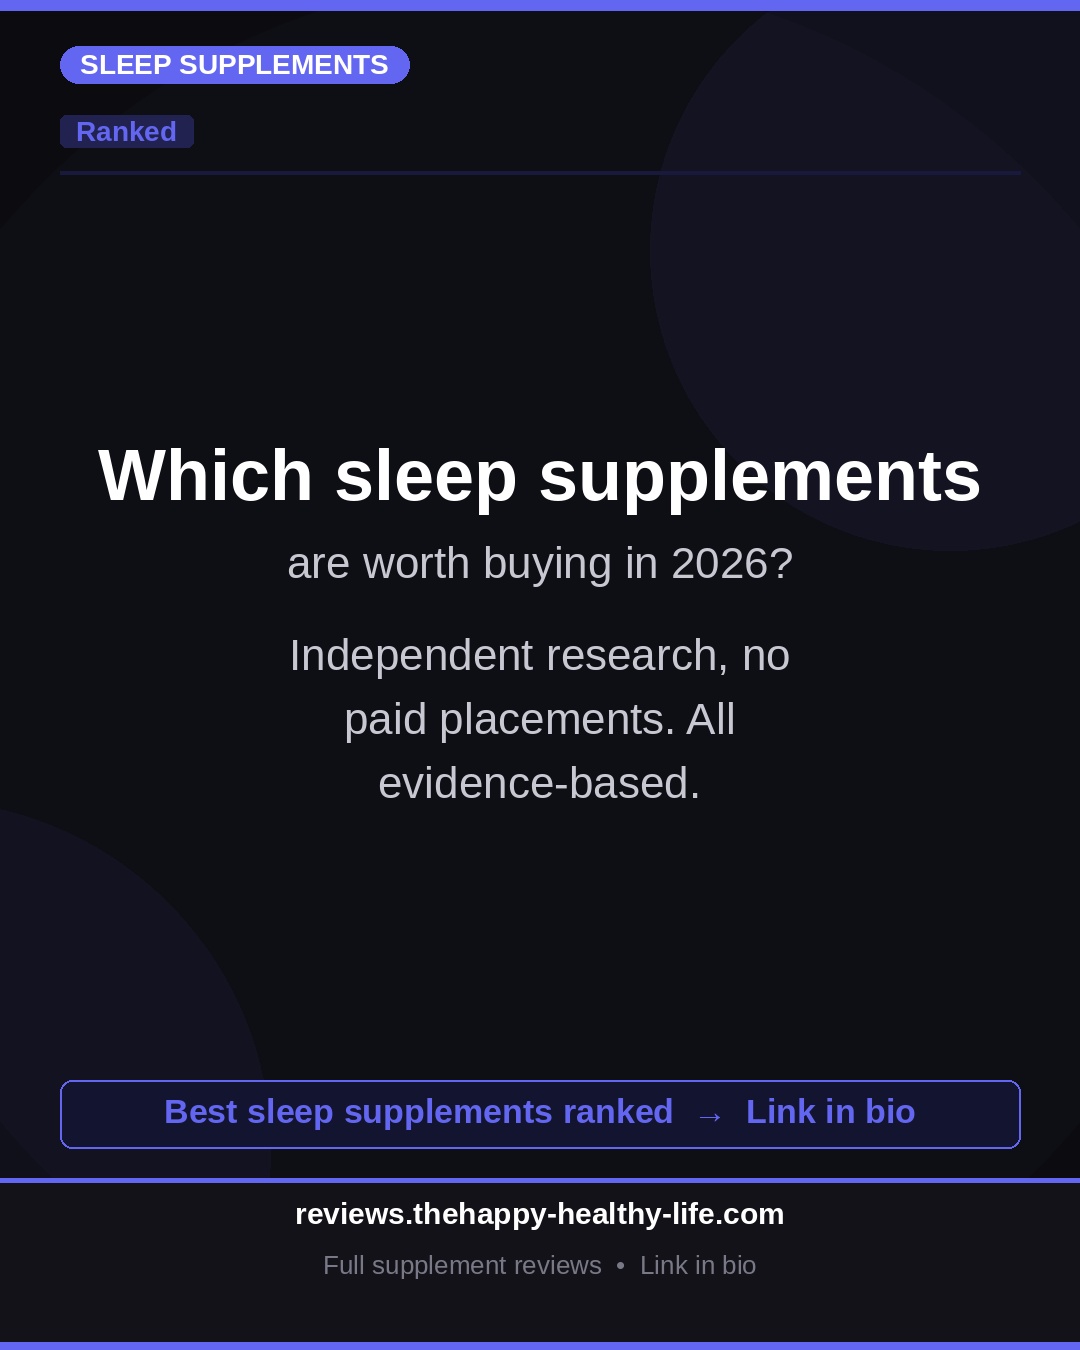 SLEEP SUPPLEMENTS
Ranked
Which sleep supplements
are worth buying in 2026?
Independent research, no
paid placements. All
evidence-based.
Best sleep supplements ranked → Link in bio
reviews.thehappy-healthy-life.com
Full supplement reviews • Link in bio